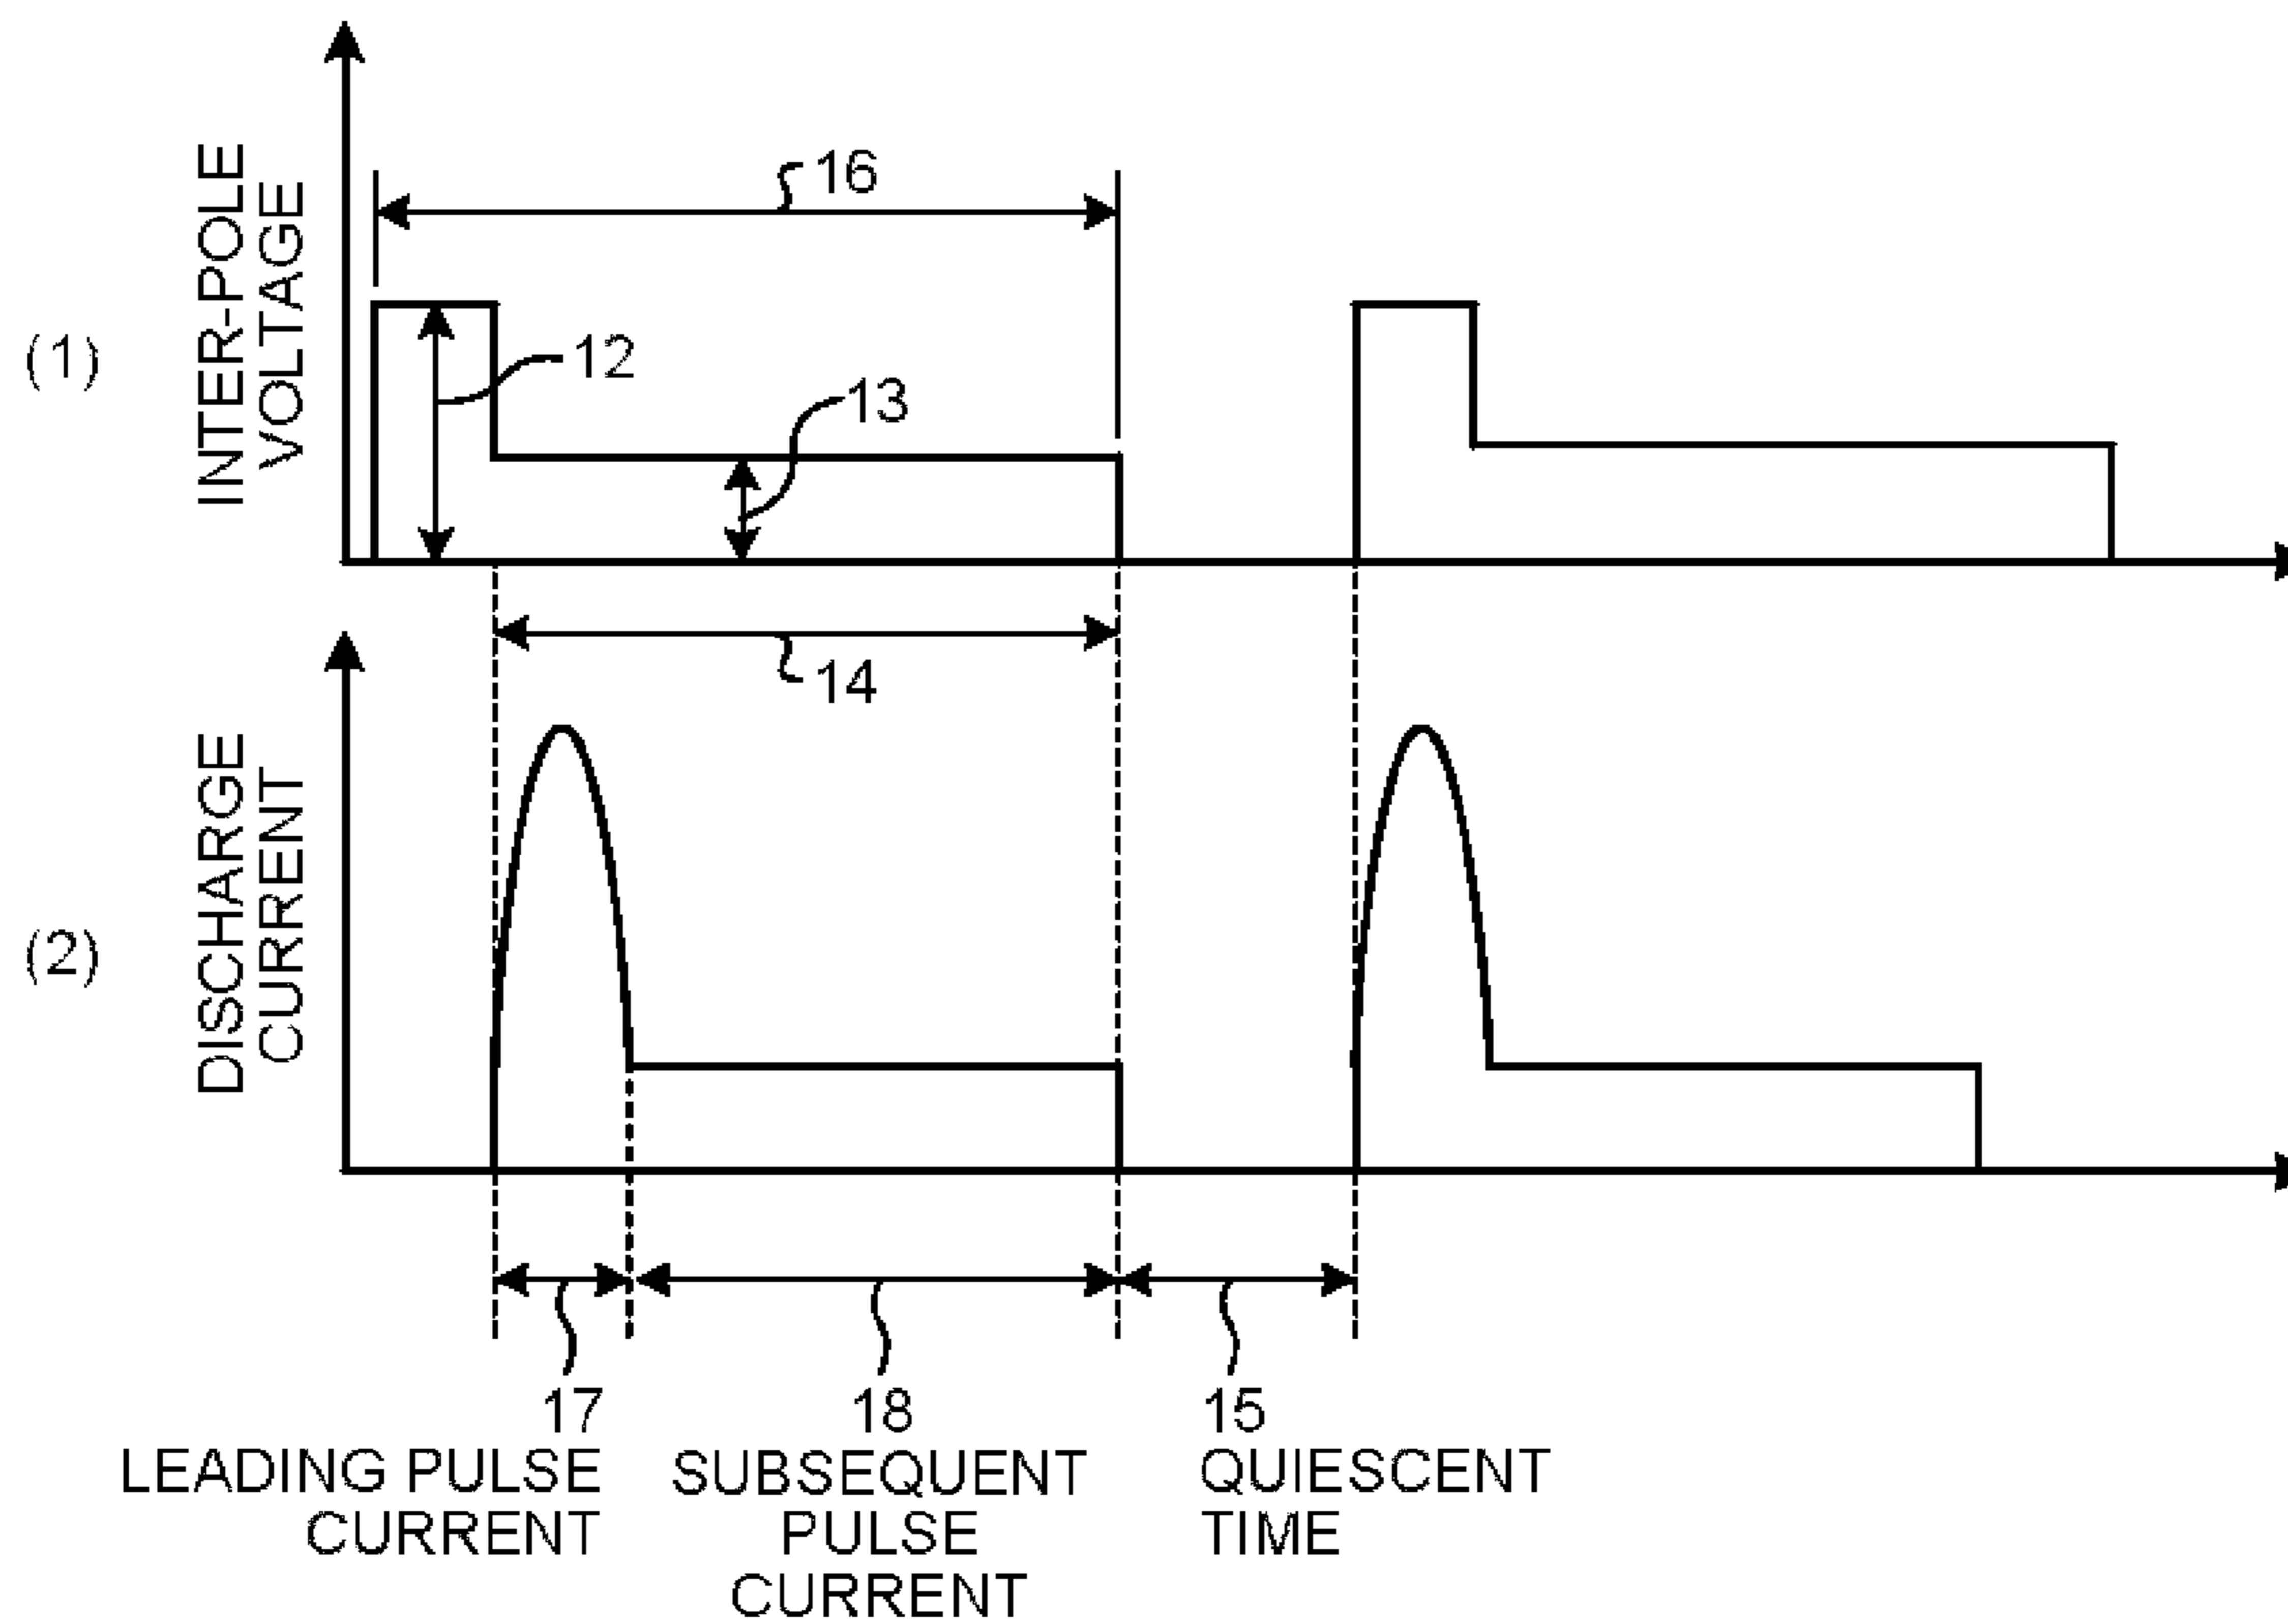 (1)
INTER-POLE
VOLTAGE
16
12
13
14
(2)
DISCHARGE
CURRENT
17
LEADING PULSE
CURRENT
18
SUBSEQUENT
PULSE
CURRENT
15
QUIESCENT
TIME